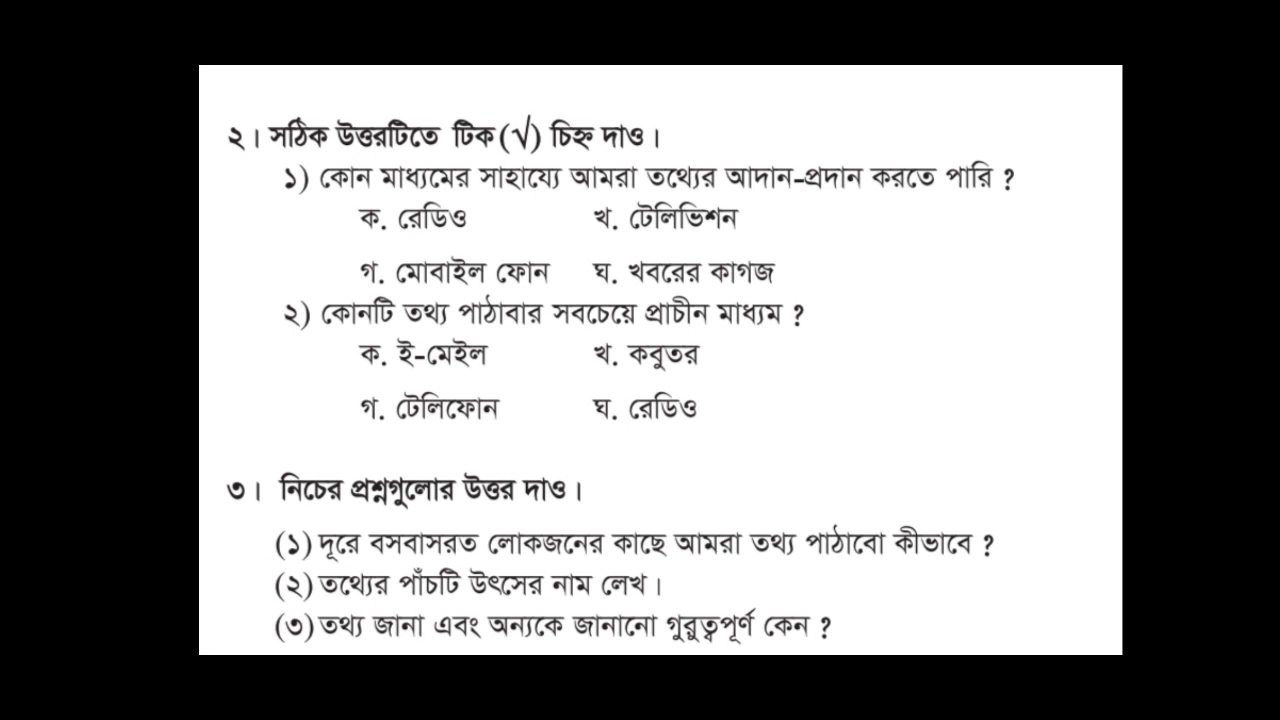 ২। সঠিক উত্তরটিতে টিক (√) চিহ্ন দাও।
১) কোন মাধ্যমের সাহায্যে আমরা তথ্যের আদান-প্রদান করতে পারি ?
ক. রেডিও খ. টেলিভিশন
গ. মোবাইল ফোন ঘ. খবরের কাগজ
২) কোনটি তথ্য পাঠাবার সবচেয়ে প্রাচীন মাধ্যম ?
ক. ই-মেইল খ. কবুতর
গ. টেলিফোন ঘ. রেডিও
৩। নিচের প্রশ্নগুলোর উত্তর দাও।
(১) দূরে বসবাসরত লোকজনের কাছে আমরা তথ্য পাঠাবো কীভাবে ?
(২) তথ্যের পাঁচটি উৎসের নাম লেখ।
(৩) তথ্য জানা এবং অন্যকে জানানো গুরুত্বপূর্ণ কেন ?